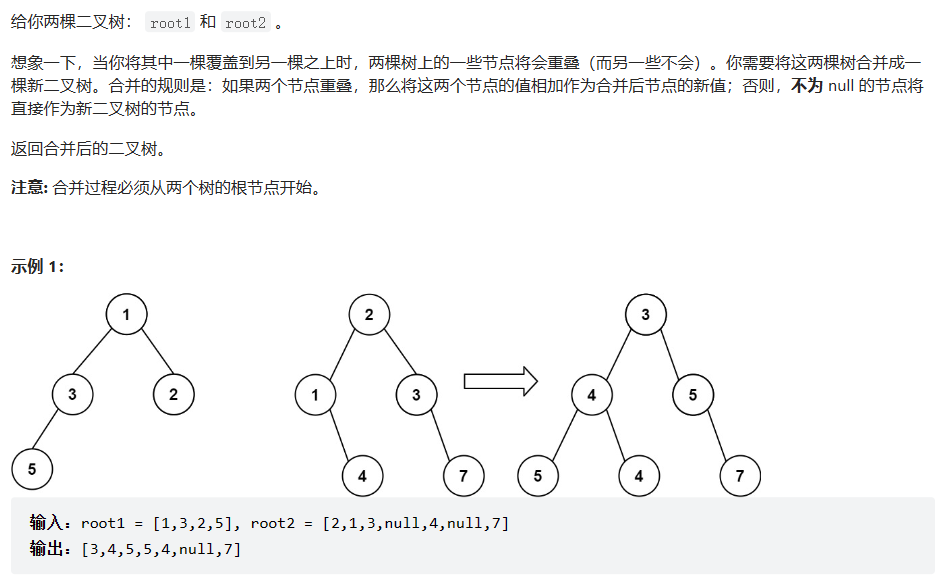 给你两棵二叉树： root1 和 root2 。
想象一下，当你将其中一棵覆盖到另一棵之上时，两棵树上的一些节点将会重叠（而另一些不会）。你需要将这两棵树合并成一
棵新二叉树。合并的规则是：如果两个节点重叠，那么将这两个节点的值相加作为合并后节点的新值；否则，不为 null 的节点将
直接作为新二叉树的节点。
返回合并后的二叉树。
注意: 合并过程必须从两个树的根节点开始。
示例 1：
1 2 3
3 2 1 3 4 5
5 4 7 5 4 7
输入：root1 = [1,3,2,5], root2 = [2,1,3,null,4,null,7]
输出：[3,4,5,5,4,null,7]